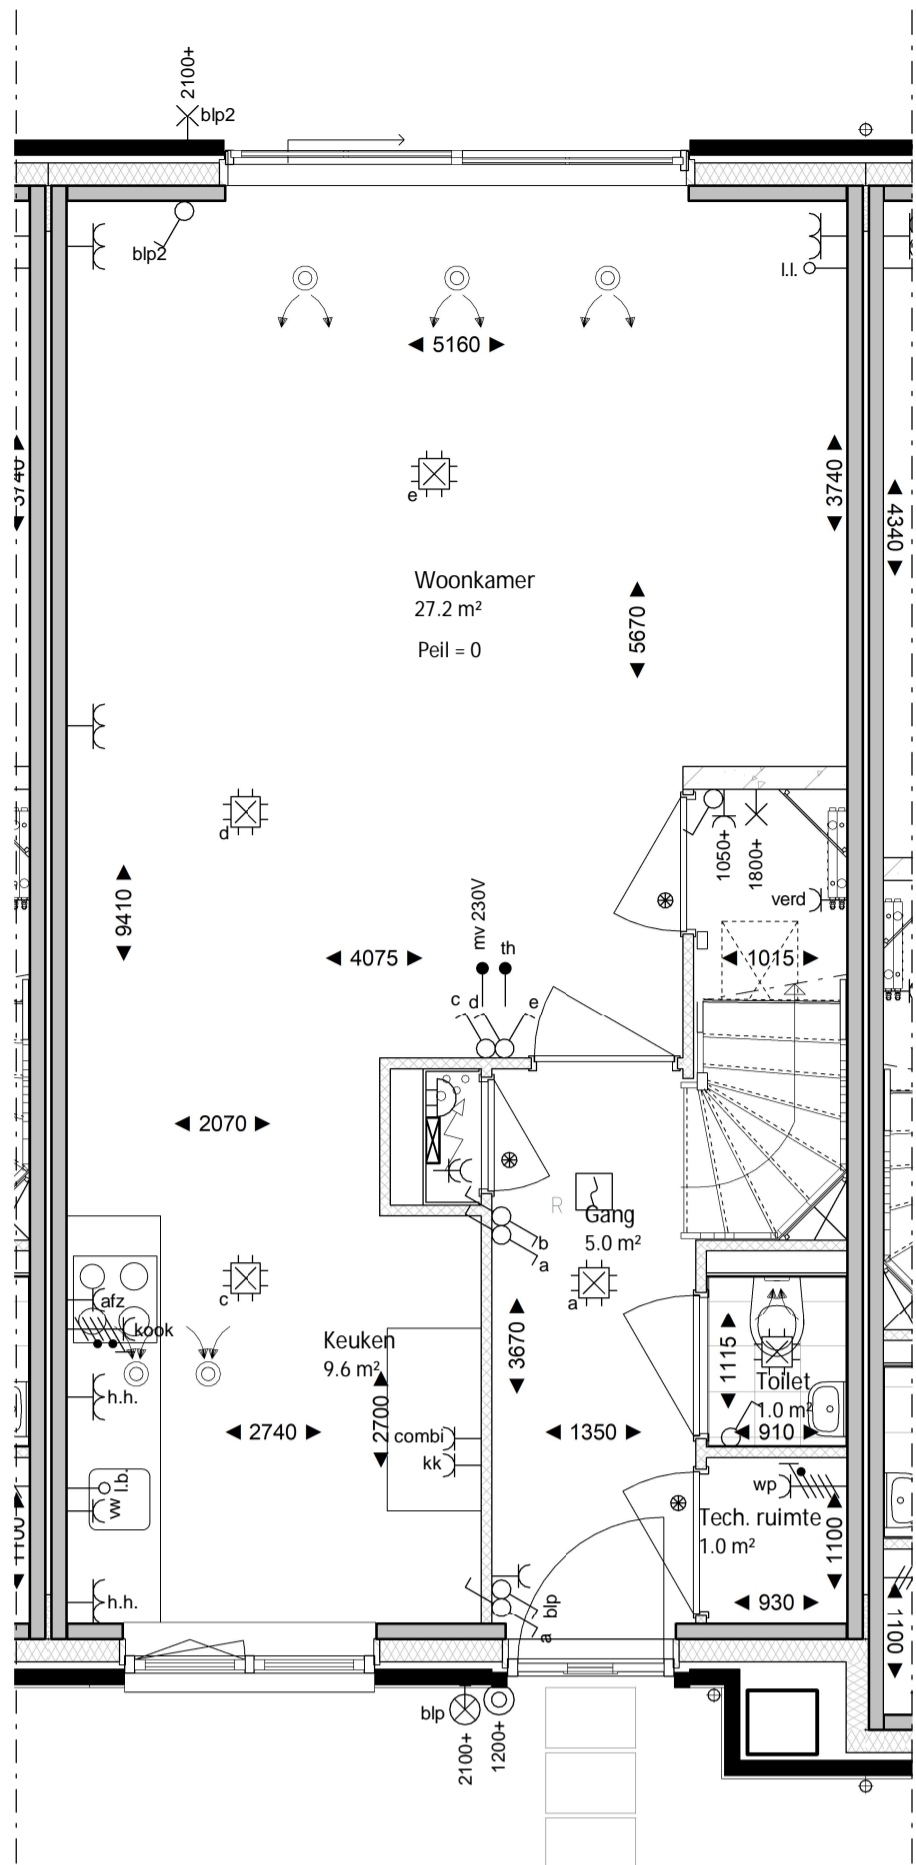 2100+
blp2
blp2
l.l.
5160
3740
3740
4340
e
Woonkamer
27.2 m²
Peil = 0
5670
d
1050+
1800+
verd
9410
mv 230V
th
4075
1015
c d e
2070
R
Gang
5.0 m²
b
a
a
c
afz
kook
Keuken
9.6 m²
3670
1115
Toilet
1.0 m²
h.h.
2740
2700
1350
910
combi
kk
l.b.
vw
wp
Tech. ruimte
1.0 m²
1100
1100
930
h.h.
blp
a
1100
blp
2100+
1200+